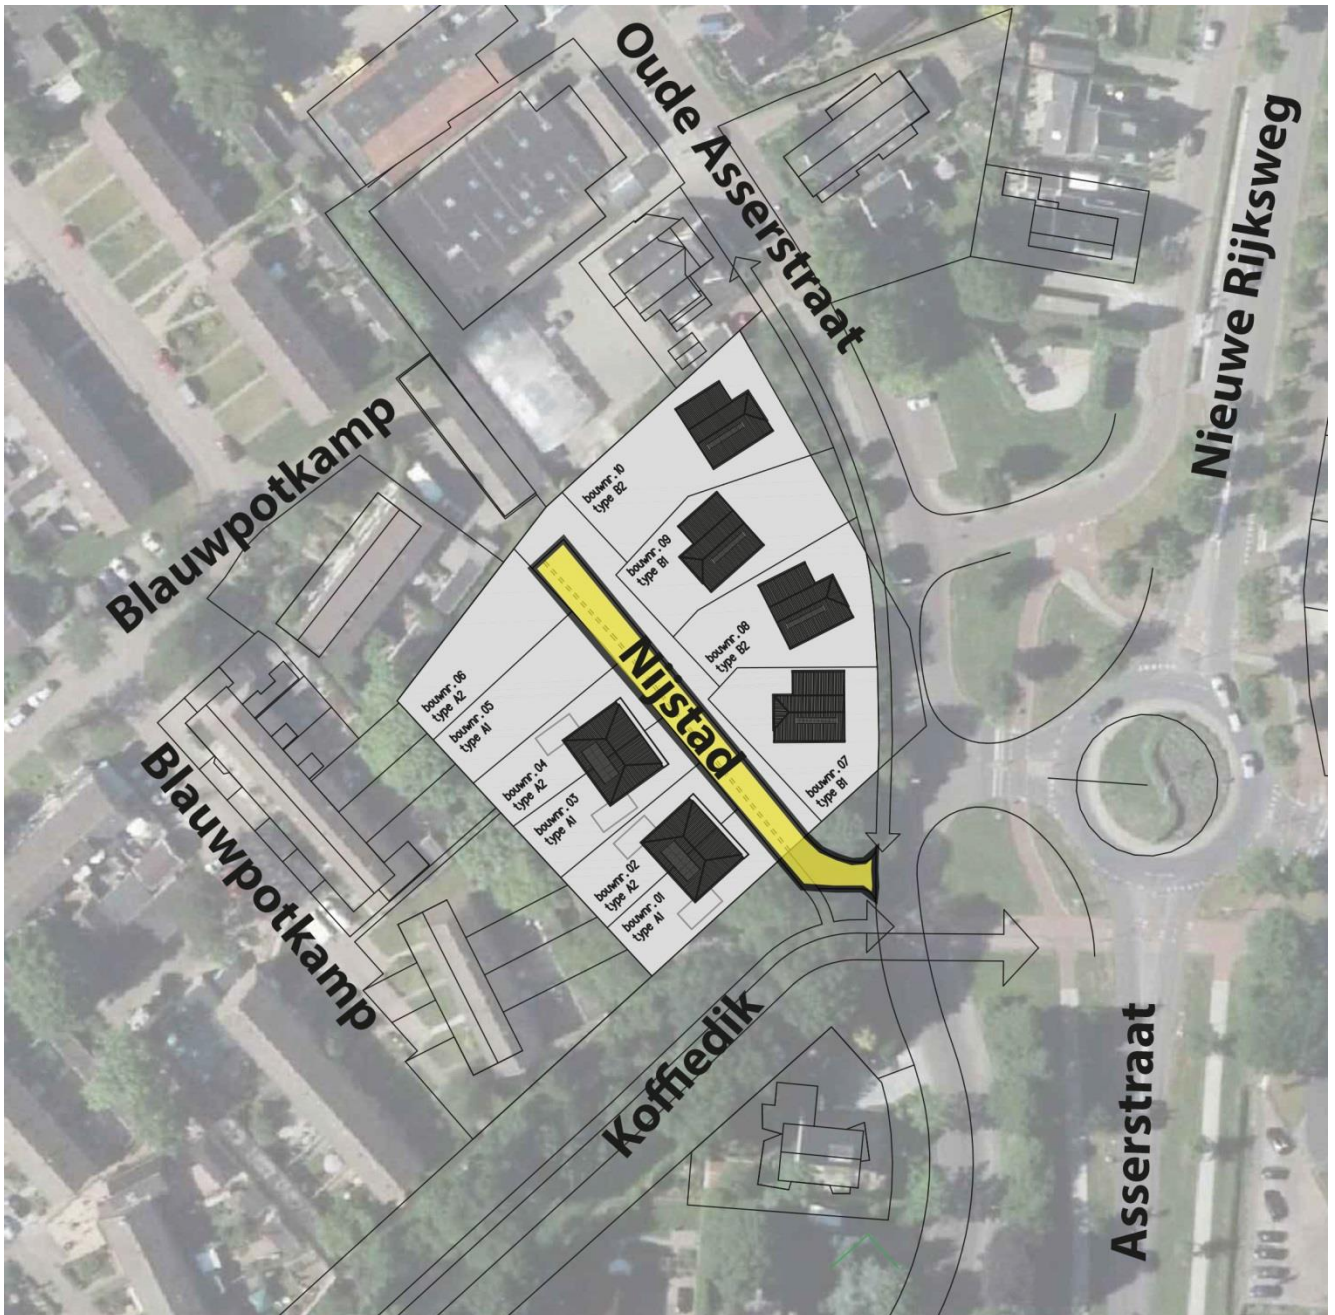 Oude Asserstraat
Nieuwe Rijksweg
Blauwpotkamp
bouwnr.10
type B2
bouwnr.09
type B1
bouwnr.08
type B2
bouwnr.07
type B1
Nijstad
bouwnr.06
type A2
bouwnr.05
type A1
bouwnr.04
type A2
bouwnr.03
type A1
bouwnr.02
type A2
bouwnr.01
type A1
Blauwpotkamp
Koffiedik
Asserstraat